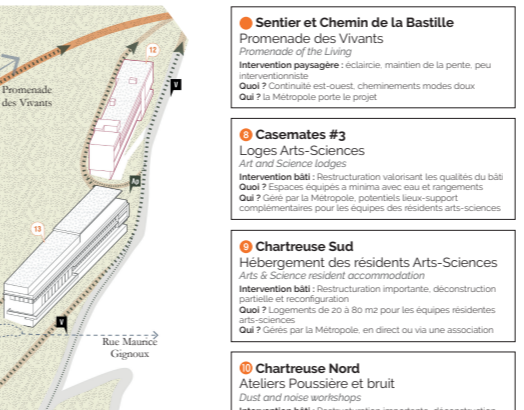 12
Promenade
des Vivants
V
Ap
13
V
Rue Maurice
Gignoux
Sentier et Chemin de la Bastille
Promenade des Vivants
Promenade of the Living
Intervention paysagère : éclaircie, maintien de la pente, peu
interventionniste
Quoi ? Continuité est-ouest, cheminements modes doux
Qui ? la Métropole porte le projet
8 Casemates #3
Loges Arts-Sciences
Art and Science lodges
Intervention bâti : Restructuration valorisant les qualités du bâti
Quoi ? Espaces équipés a minima avec eau et rangements
Qui ? Géré par la Métropole, potentiels lieux-support
complémentaires pour les équipes des résidents arts-sciences
9 Chartreuse Sud
Hébergement des résidents Arts-Sciences
Arts & Science resident accommodation
Intervention bâti : Restructuration importante, déconstruction
partielle et reconfiguration
Quoi ? Logements de 20 à 80 m2 pour les équipes résidentes
arts-sciences
Qui ? Gérés par la Métropole, en direct ou via une association
10 Chartreuse Nord
Ateliers Poussière et bruit
Dust and noise workshops
Intervention bâti : Restructuration importante, déconstruction